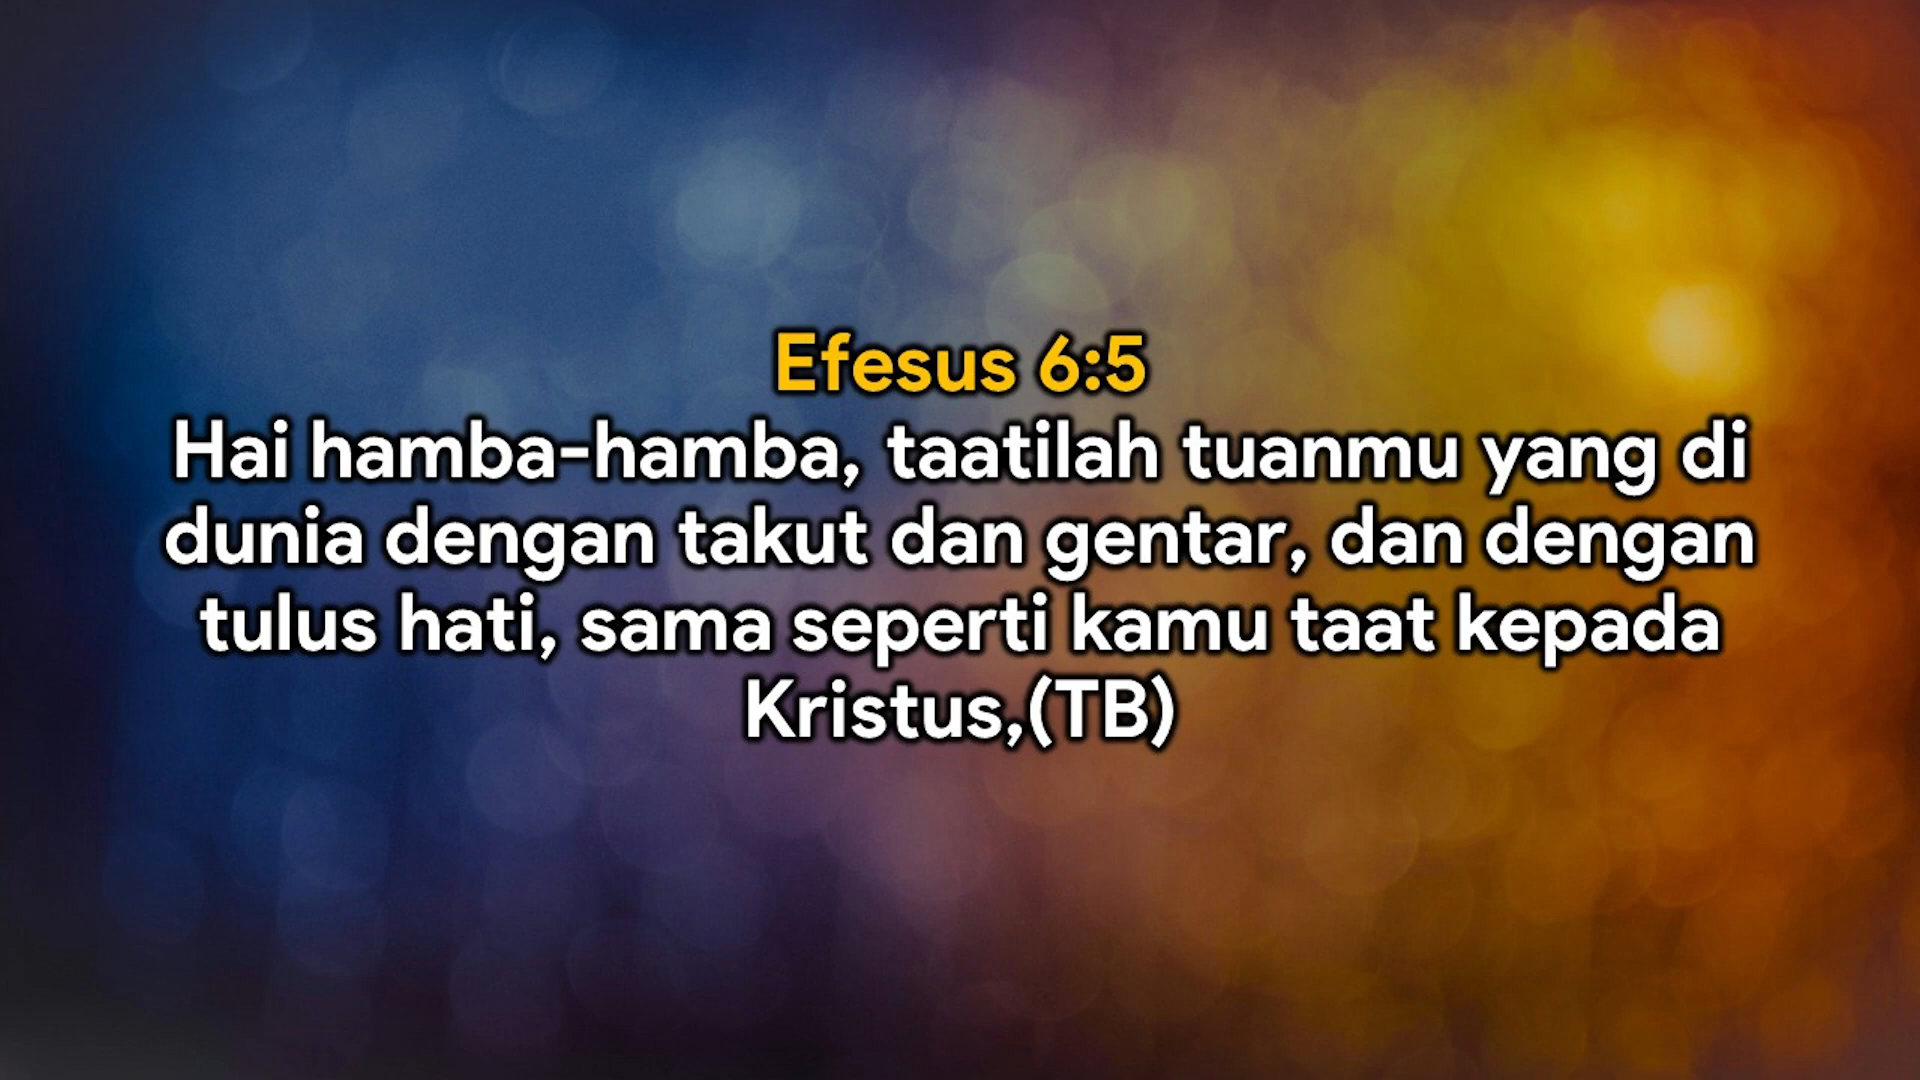 Efesus 6:5
Hai hamba-hamba, taatilah tuanmu yang di
dunia dengan takut dan gentar, dan dengan
tulus hati, sama seperti kamu taat kepada
Kristus,(TB)